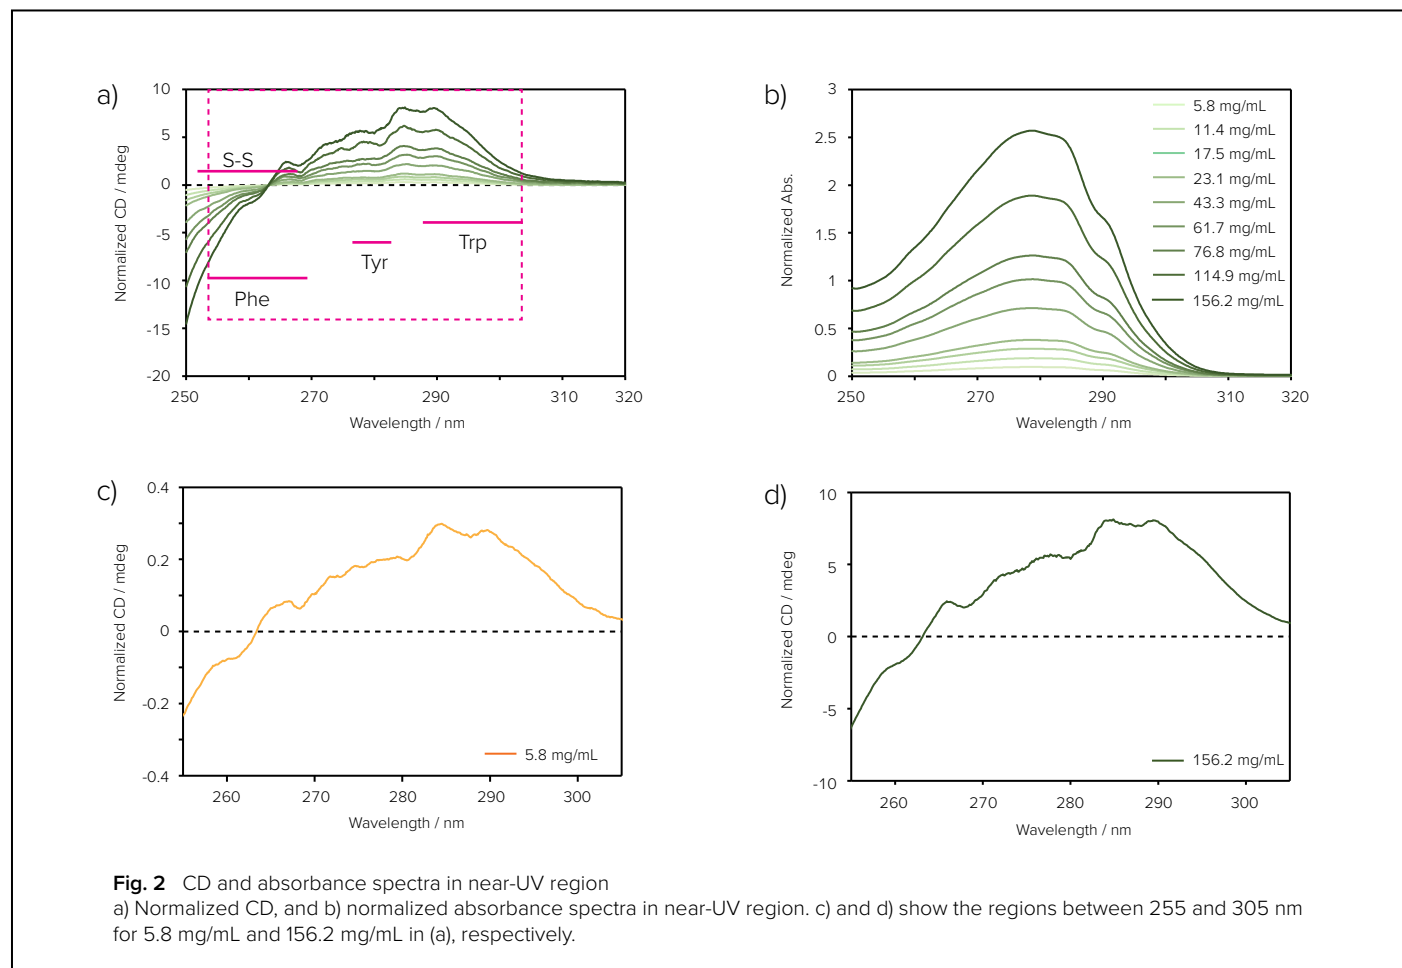 a)
10
5
0
-5
-10
-15
-20
Normalized CD / mdeg
S-S
Trp
Tyr
Phe
250
270
290
310
320
Wavelength / nm
b)
3
2.5
2
1.5
1
0.5
0
Normalized Abs.
5.8 mg/mL
11.4 mg/mL
17.5 mg/mL
23.1 mg/mL
43.3 mg/mL
61.7 mg/mL
76.8 mg/mL
114.9 mg/mL
156.2 mg/mL
250
270
290
310
320
Wavelength / nm
c)
0.4
0.2
0
-0.2
-0.4
Normalized CD / mdeg
5.8 mg/mL
260
270
280
290
300
Wavelength / nm
d)
10
5
0
-5
-10
Normalized CD / mdeg
156.2 mg/mL
260
270
280
290
300
Wavelength / nm
Fig. 2 CD and absorbance spectra in near-UV region
a) Normalized CD, and b) normalized absorbance spectra in near-UV region. c) and d) show the regions between 255 and 305 nm
for 5.8 mg/mL and 156.2 mg/mL in (a), respectively.